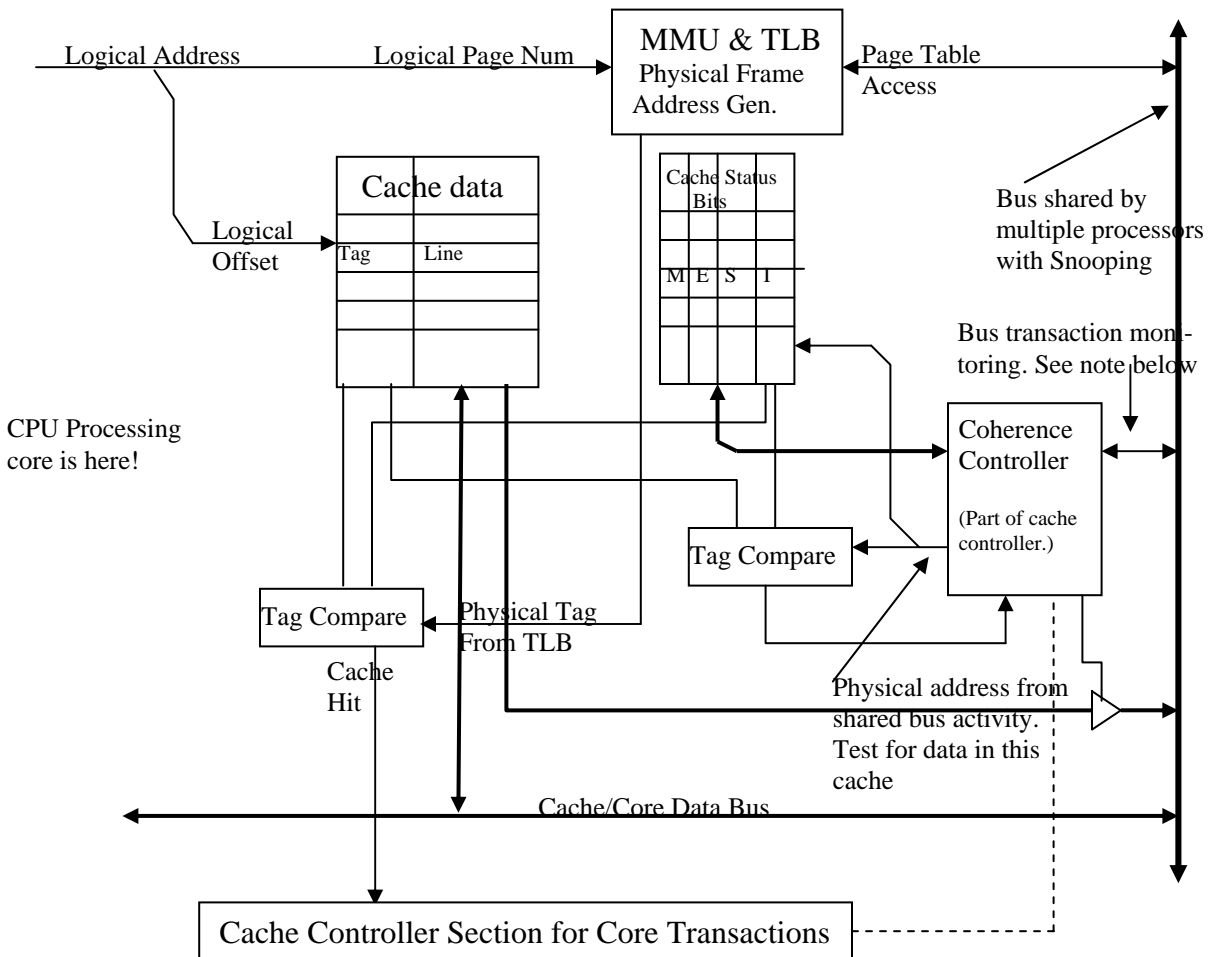 MMU & TLB
Physical Frame
Address Gen.
Logical Address
Logical Page Num
Page Table
Access
Cache data
Cache Status
Bits
Logical
Offset
Tag
Line
M E S I
Bus shared by
multiple processors
with Snooping
Bus transaction moni-
toring. See note below
CPU Processing
core is here!
Coherence
Controller
(Part of cache
controller.)
Tag Compare
Tag Compare
Physical Tag
From TLB
Cache
Hit
Physical address from
shared bus activity.
Test for data in this
cache
Cache/Core Data Bus
Cache Controller Section for Core Transactions